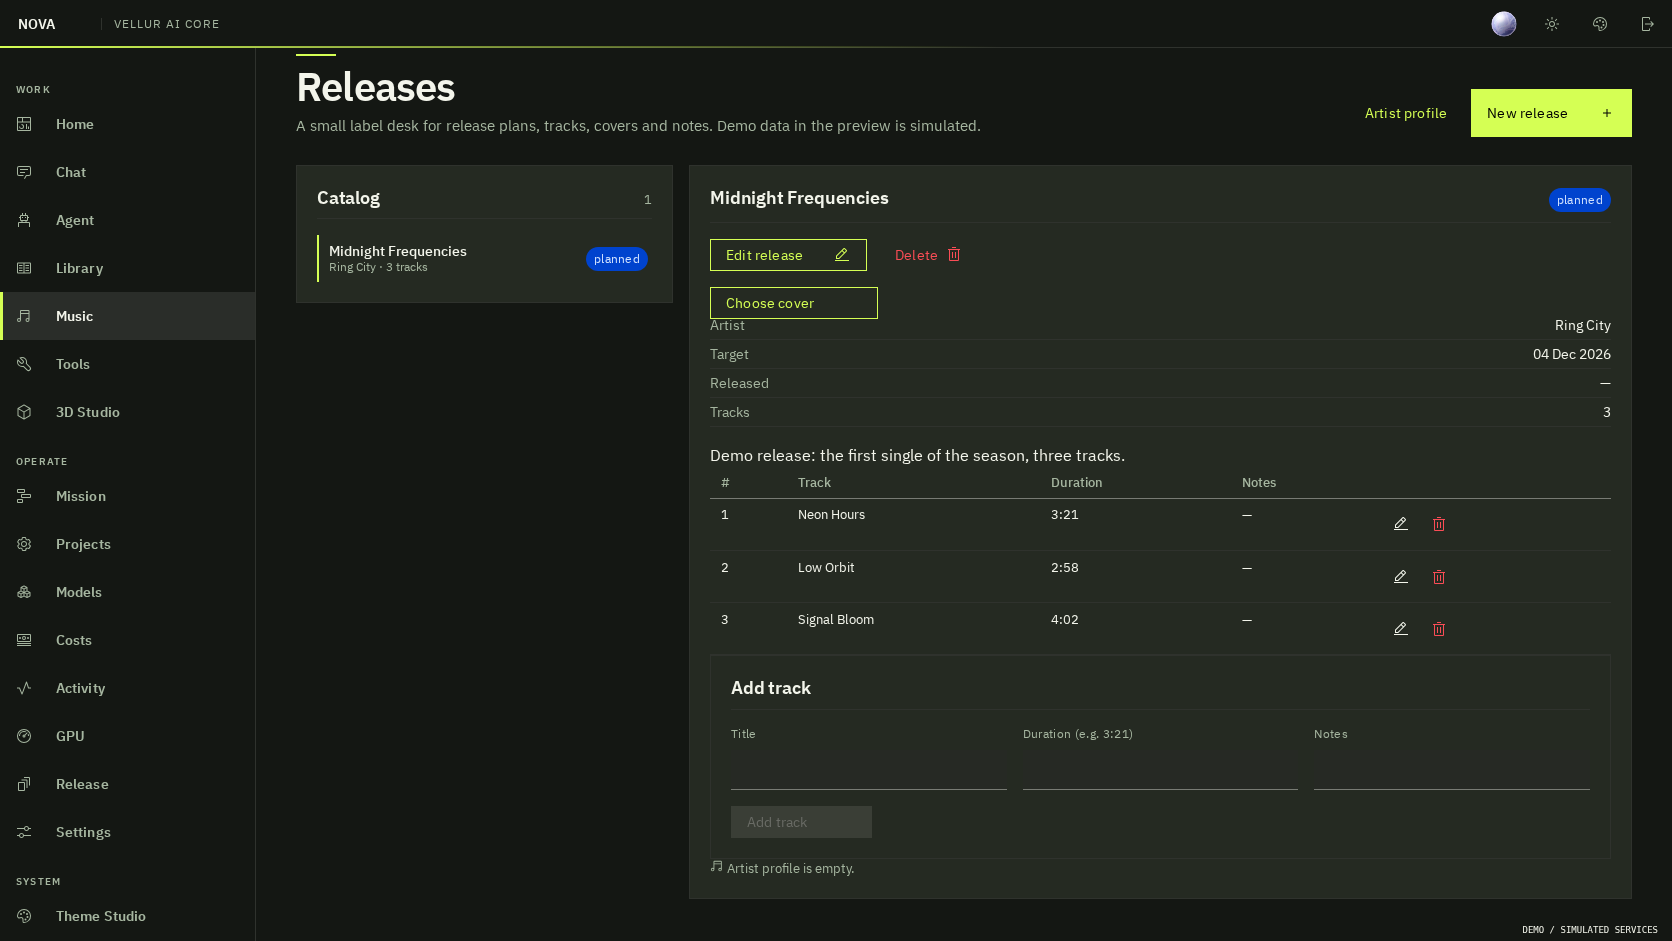 NOVA
VELLUR AI CORE
WORK
Home
Chat
Agent
Library
Music
Tools
3D Studio
OPERATE
Mission
Projects
Models
Costs
Activity
GPU
Release
Settings
SYSTEM
Theme Studio
Releases
A small label desk for release plans, tracks, covers and notes. Demo data in the preview is simulated.
Artist profile
New release +
Catalog 1
Midnight Frequencies
Ring City · 3 tracks
planned
Midnight Frequencies planned
Edit release Delete
Choose cover
Artist Ring City
Target 04 Dec 2026
Released —
Tracks 3
Demo release: the first single of the season, three tracks.
# Track Duration Notes
1 Neon Hours 3:21 —
2 Low Orbit 2:58 —
3 Signal Bloom 4:02 —
Add track
Title Duration (e.g. 3:21) Notes
Add track
Artist profile is empty.
DEMO / SIMULATED SERVICES